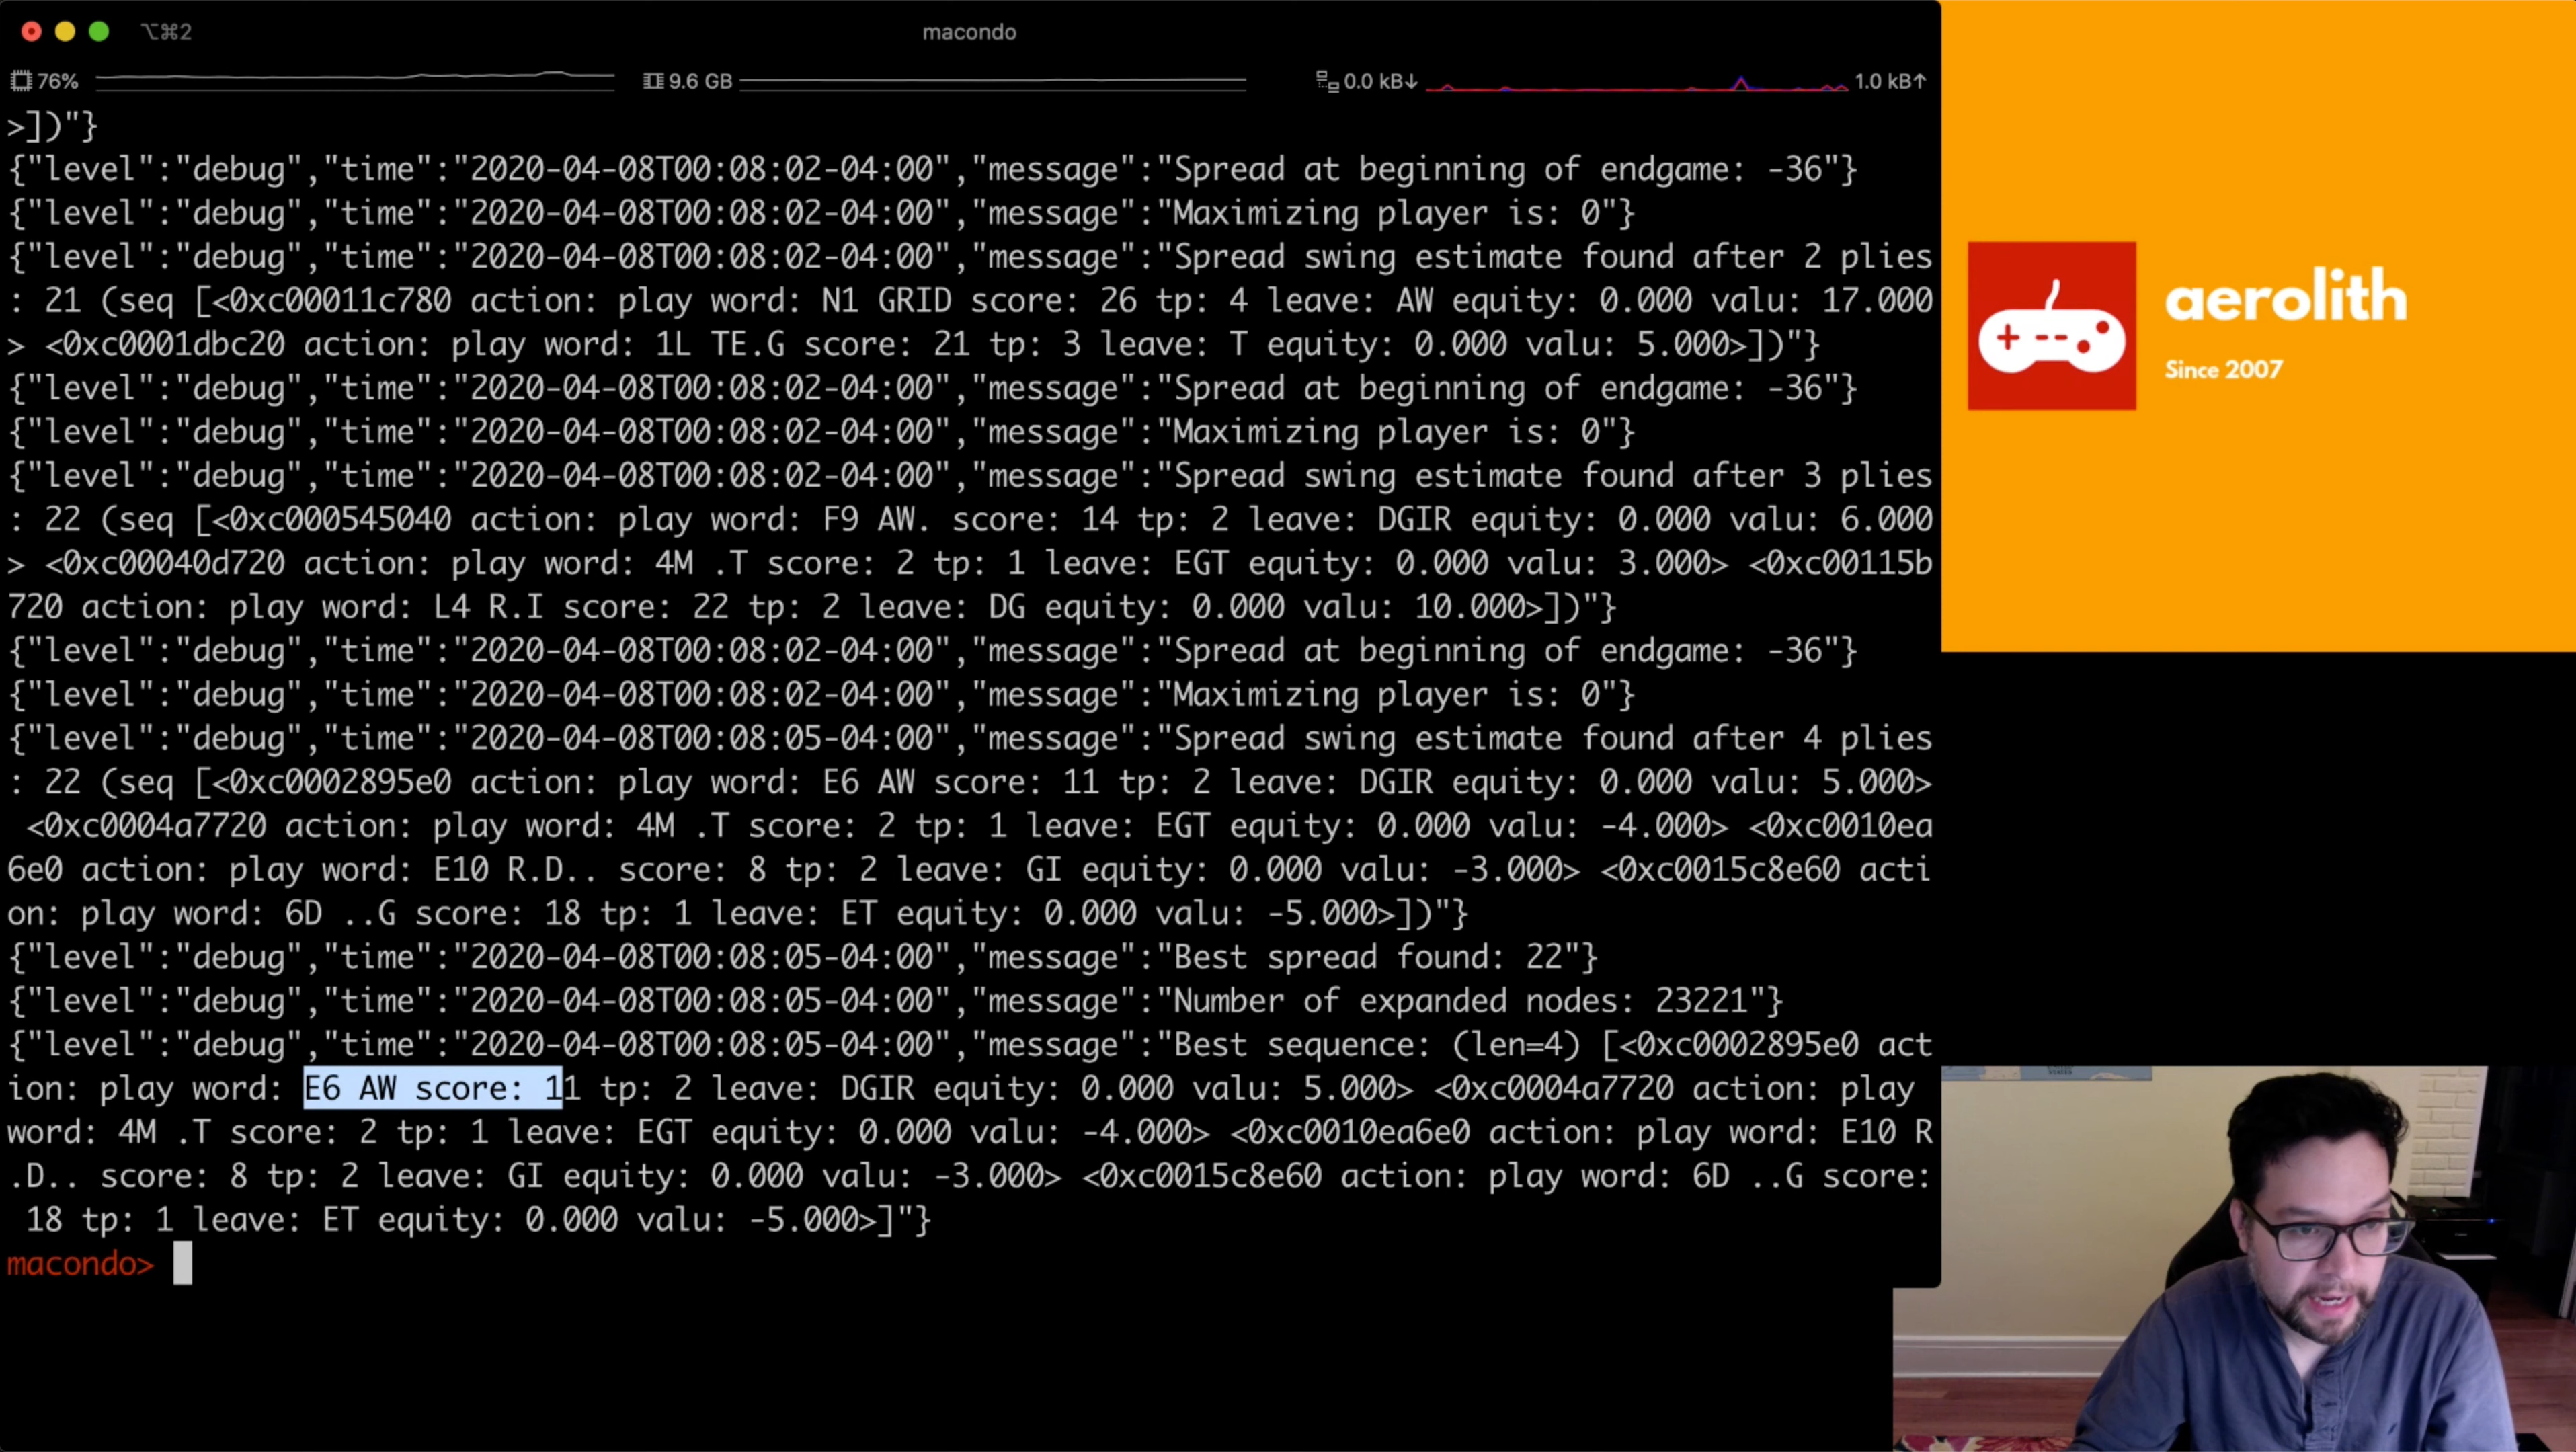 ⌥⌘2
macondo
76%
9.6 GB
0.0 kB↓
1.0 kB↑
>])"}
{"level":"debug","time":"2020-04-08T00:08:02-04:00","message":"Spread at beginning of endgame: -36"}
{"level":"debug","time":"2020-04-08T00:08:02-04:00","message":"Maximizing player is: 0"}
{"level":"debug","time":"2020-04-08T00:08:02-04:00","message":"Spread swing estimate found after 2 plies
: 21 (seq [<0xc00011c780 action: play word: N1 GRID score: 26 tp: 4 leave: AW equity: 0.000 valu: 17.000
> <0xc0001dbc20 action: play word: 1L TE.G score: 21 tp: 3 leave: T equity: 0.000 valu: 5.000>])"}
{"level":"debug","time":"2020-04-08T00:08:02-04:00","message":"Spread at beginning of endgame: -36"}
{"level":"debug","time":"2020-04-08T00:08:02-04:00","message":"Maximizing player is: 0"}
{"level":"debug","time":"2020-04-08T00:08:02-04:00","message":"Spread swing estimate found after 3 plies
: 22 (seq [<0xc000545040 action: play word: F9 AW. score: 14 tp: 2 leave: DGIR equity: 0.000 valu: 6.000
> <0xc00040d720 action: play word: 4M .T score: 2 tp: 1 leave: EGT equity: 0.000 valu: 3.000> <0xc00115b
720 action: play word: L4 R.I score: 22 tp: 2 leave: DG equity: 0.000 valu: 10.000>])"}
{"level":"debug","time":"2020-04-08T00:08:02-04:00","message":"Spread at beginning of endgame: -36"}
{"level":"debug","time":"2020-04-08T00:08:02-04:00","message":"Maximizing player is: 0"}
{"level":"debug","time":"2020-04-08T00:08:05-04:00","message":"Spread swing estimate found after 4 plies
: 22 (seq [<0xc0002895e0 action: play word: E6 AW score: 11 tp: 2 leave: DGIR equity: 0.000 valu: 5.000>
<0xc0004a7720 action: play word: 4M .T score: 2 tp: 1 leave: EGT equity: 0.000 valu: -4.000> <0xc0010ea
6e0 action: play word: E10 R.D.. score: 8 tp: 2 leave: GI equity: 0.000 valu: -3.000> <0xc0015c8e60 acti
on: play word: 6D ..G score: 18 tp: 1 leave: ET equity: 0.000 valu: -5.000>])"}
{"level":"debug","time":"2020-04-08T00:08:05-04:00","message":"Best spread found: 22"}
{"level":"debug","time":"2020-04-08T00:08:05-04:00","message":"Number of expanded nodes: 23221"}
{"level":"debug","time":"2020-04-08T00:08:05-04:00","message":"Best sequence: (len=4) [<0xc0002895e0 act
ion: play word: E6 AW score: 11 tp: 2 leave: DGIR equity: 0.000 valu: 5.000> <0xc0004a7720 action: play
word: 4M .T score: 2 tp: 1 leave: EGT equity: 0.000 valu: -4.000> <0xc0010ea6e0 action: play word: E10 R
.D.. score: 8 tp: 2 leave: GI equity: 0.000 valu: -3.000> <0xc0015c8e60 action: play word: 6D ..G score:
18 tp: 1 leave: ET equity: 0.000 valu: -5.000>]"}
macondo>
aerolith
Since 2007